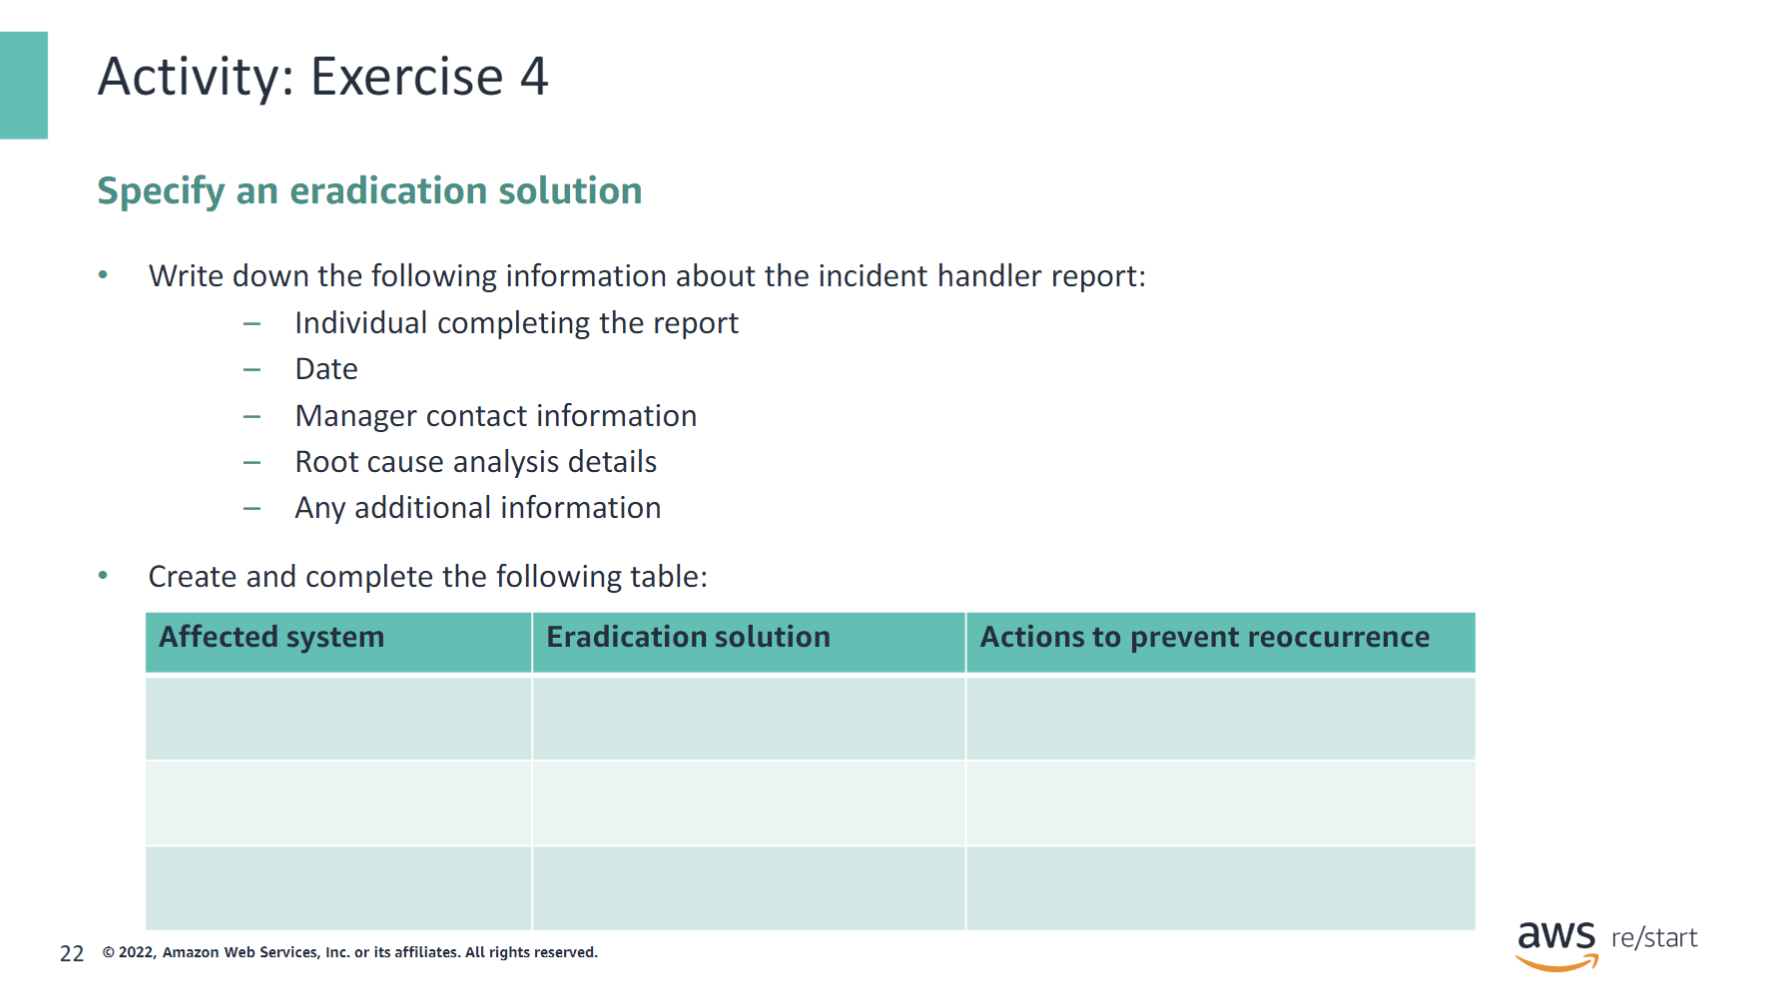 Activity: Exercise 4
Specify an eradication solution
• Write down the following information about the incident handler report:
– Individual completing the report
– Date
– Manager contact information
– Root cause analysis details
– Any additional information
• Create and complete the following table:
Affected system Eradication solution Actions to prevent reoccurrence
22 © 2022, Amazon Web Services, Inc. or its affiliates. All rights reserved.
aws re/start